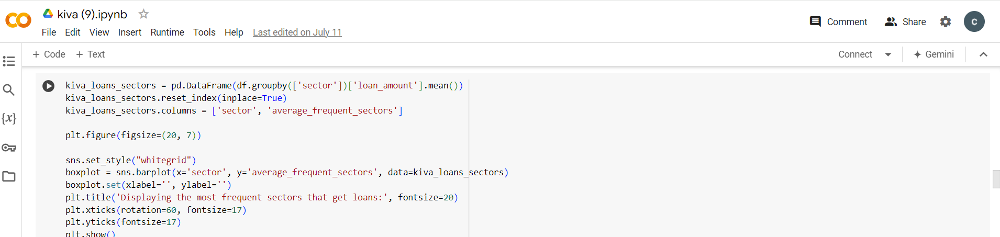 kiva (9).ipynb
File Edit View Insert Runtime Tools Help Last edited on July 11
Comment Share C
+ Code + Text
Connect Gemini
{x}
kiva_loans_sectors = pd.DataFrame(df.groupby(['sector'])['loan_amount'].mean())
kiva_loans_sectors.reset_index(inplace=True)
kiva_loans_sectors.columns = ['sector', 'average_frequent_sectors']
plt.figure(figsize=(20, 7))
sns.set_style("whitegrid")
boxplot = sns.barplot(x='sector', y='average_frequent_sectors', data=kiva_loans_sectors)
boxplot.set(xlabel='', ylabel='')
plt.title('Displaying the most frequent sectors that get loans:', fontsize=20)
plt.xticks(rotation=60, fontsize=17)
plt.yticks(fontsize=17)
plt.show()